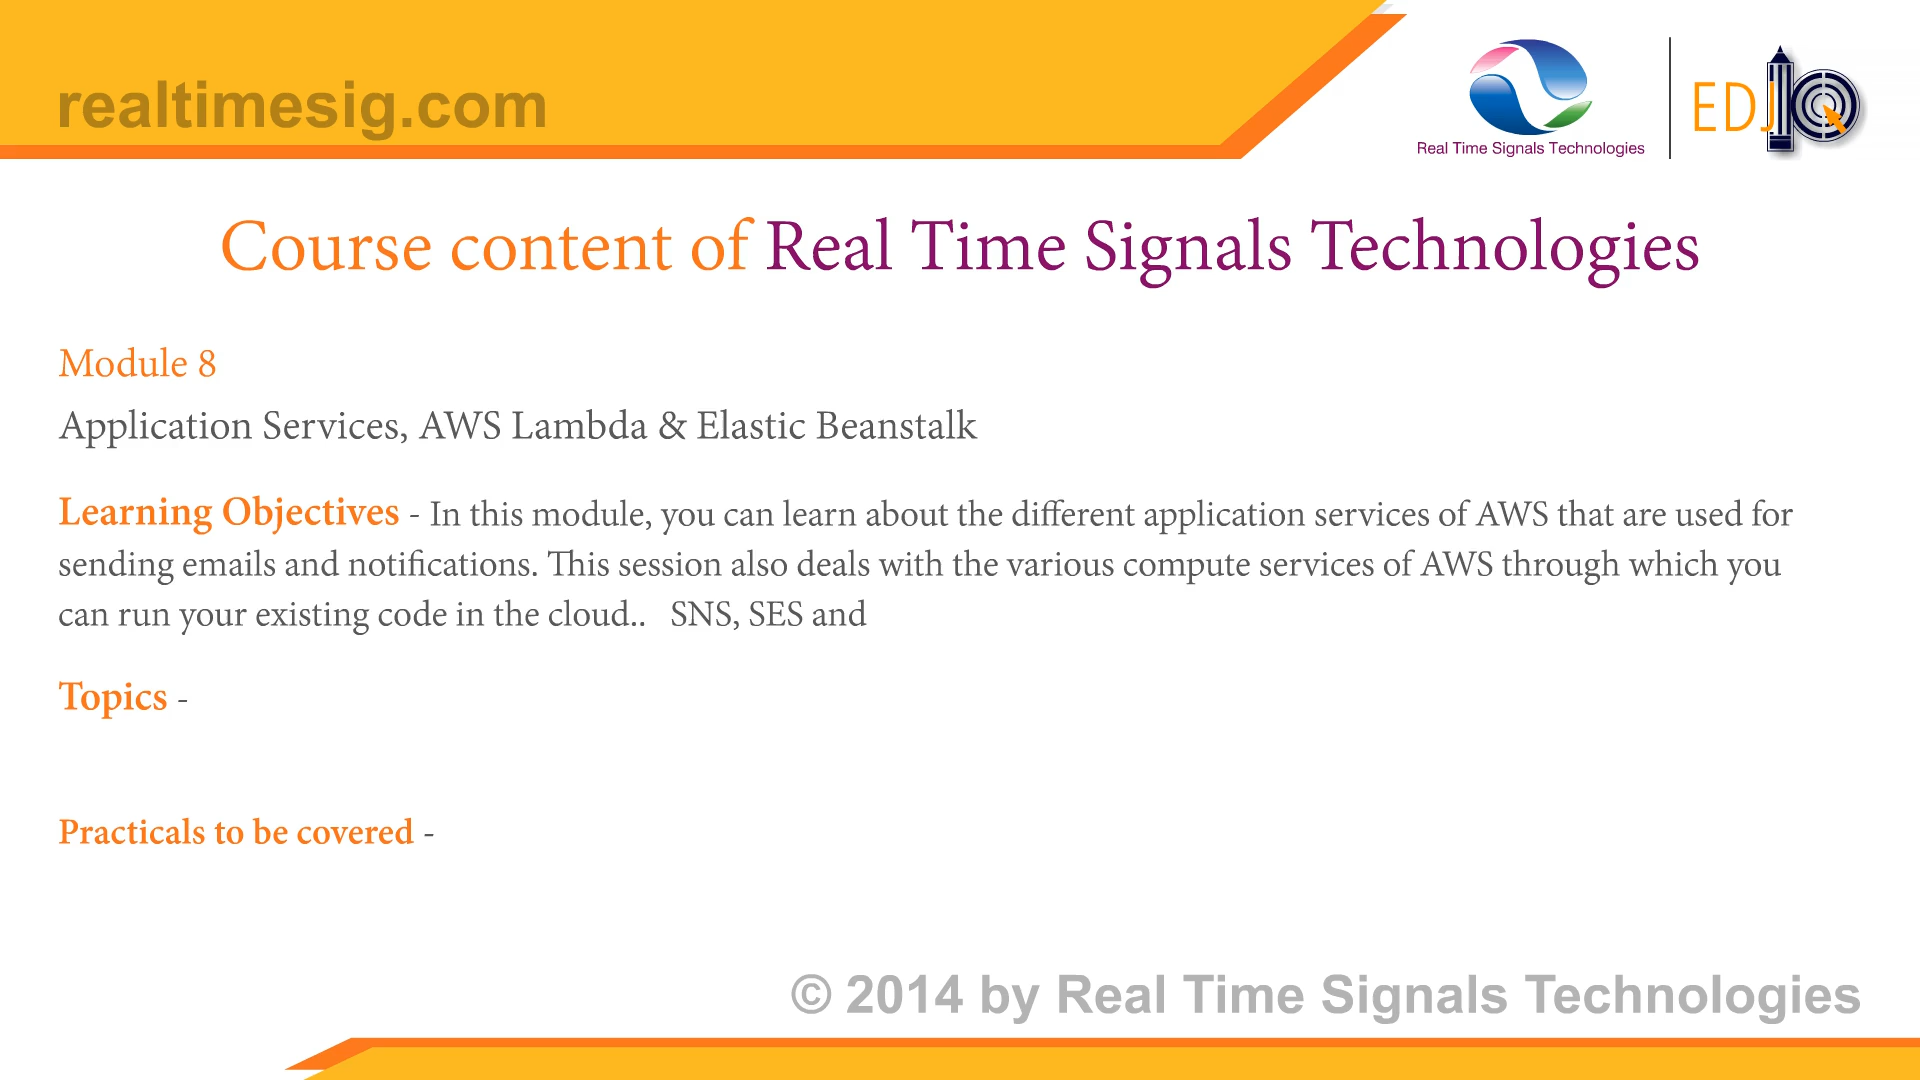 realtimesig.com
Real Time Signals Technologies
EDJ
Course content of Real Time Signals Technologies
Module 8
Application Services, AWS Lambda & Elastic Beanstalk
Learning Objectives - In this module, you can learn about the different application services of AWS that are used for
sending emails and notifications. This session also deals with the various compute services of AWS through which you
can run your existing code in the cloud.. SNS, SES and
Topics -
Practicals to be covered -
© 2014 by Real Time Signals Technologies